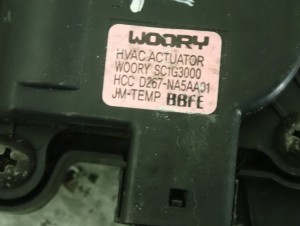 WOORY
HVAC ACTUATOR
WOORY SC1G3000
HCC D267-NA5AA01
JM-TEMP BBFE